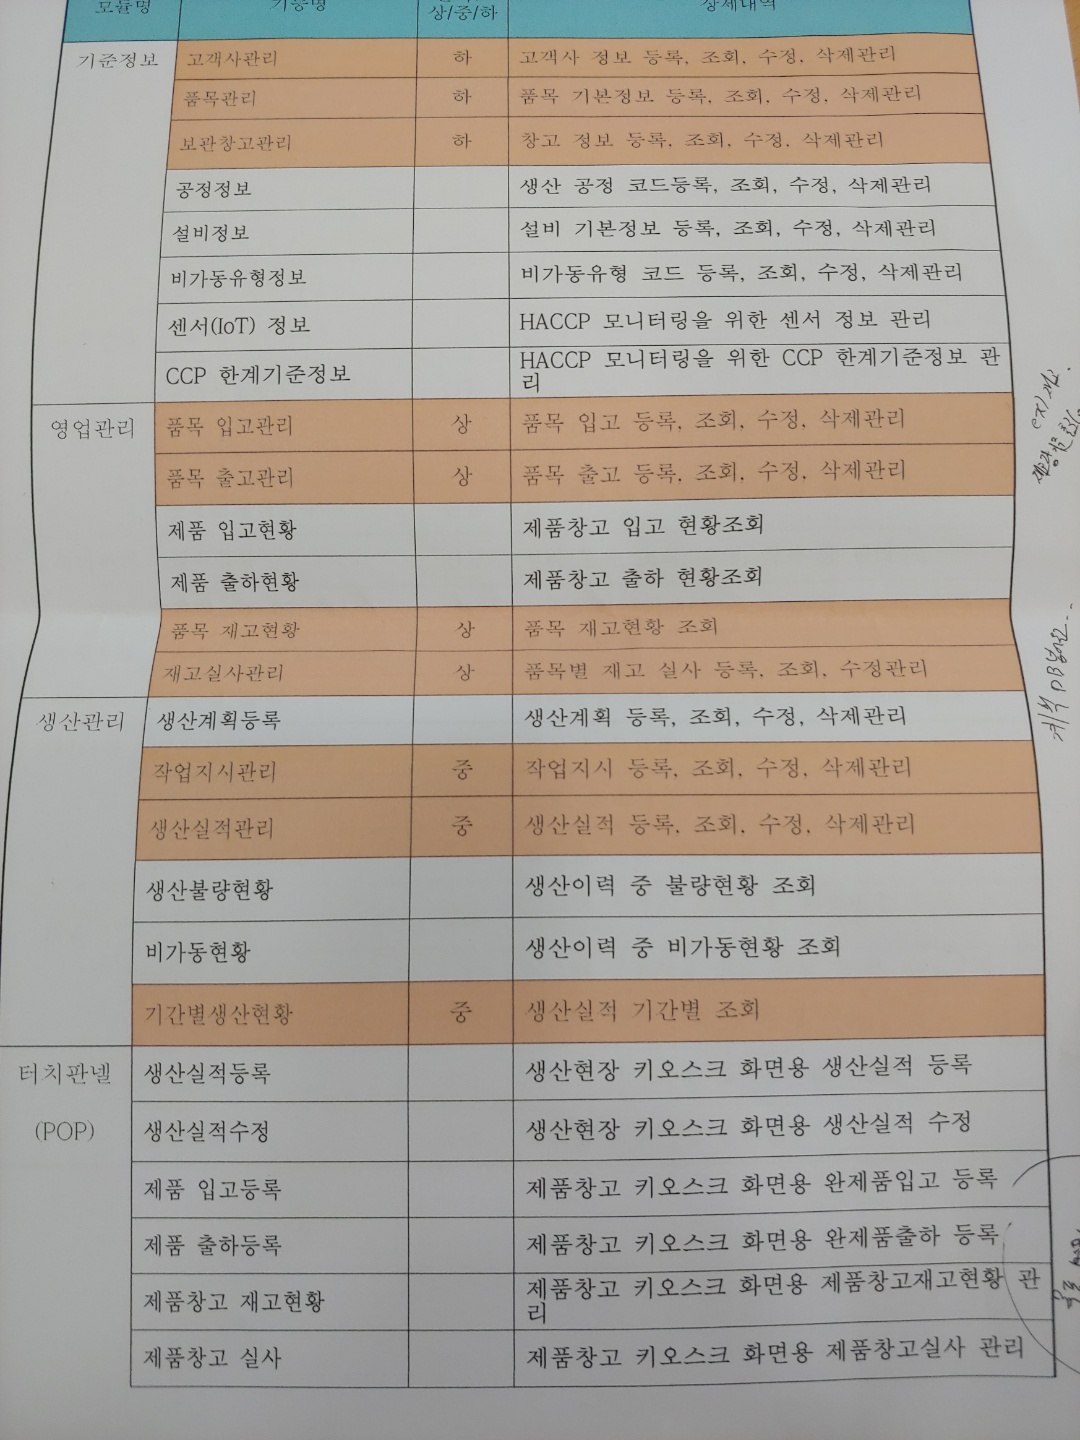 모듈명 기능명 상/중/하 상세내역
기준정보 고객사관리 하 고객사 정보 등록, 조회, 수정, 삭제관리
품목관리 하 품목 기본정보 등록, 조회, 수정, 삭제관리
보관창고관리 하 창고 정보 등록, 조회, 수정, 삭제관리
공정정보 생산 공정 코드등록, 조회, 수정, 삭제관리
설비정보 설비 기본정보 등록, 조회, 수정, 삭제관리
비가동유형정보 비가동유형 코드 등록, 조회, 수정, 삭제관리
센서(IoT) 정보 HACCP 모니터링을 위한 센서 정보 관리
CCP 한계기준정보 HACCP 모니터링을 위한 CCP 한계기준정보 관
리
영업관리 품목 입고관리 상 품목 입고 등록, 조회, 수정, 삭제관리
품목 출고관리 상 품목 출고 등록, 조회, 수정, 삭제관리
제품 입고현황 제품창고 입고 현황조회
제품 출하현황 제품창고 출하 현황조회
품목 재고현황 상 품목 재고현황 조회
재고실사관리 상 품목별 재고 실사 등록, 조회, 수정관리
생산관리 생산계획등록 생산계획 등록, 조회, 수정, 삭제관리
작업지시관리 중 작업지시 등록, 조회, 수정, 삭제관리
생산실적관리 중 생산실적 등록, 조회, 수정, 삭제관리
생산불량현황 생산이력 중 불량현황 조회
비가동현황 생산이력 중 비가동현황 조회
기간별생산현황 중 생산실적 기간별 조회
터치판넬 생산실적등록 생산현장 키오스크 화면용 생산실적 등록
(POP) 생산실적수정 생산현장 키오스크 화면용 생산실적 수정
제품 입고등록 제품창고 키오스크 화면용 완제품입고 등록
제품 출하등록 제품창고 키오스크 화면용 완제품출하 등록
제품창고 재고현황 제품창고 키오스크 화면용 제품창고재고현황 관
리
제품창고 실사 제품창고 키오스크 화면용 제품창고실사 관리